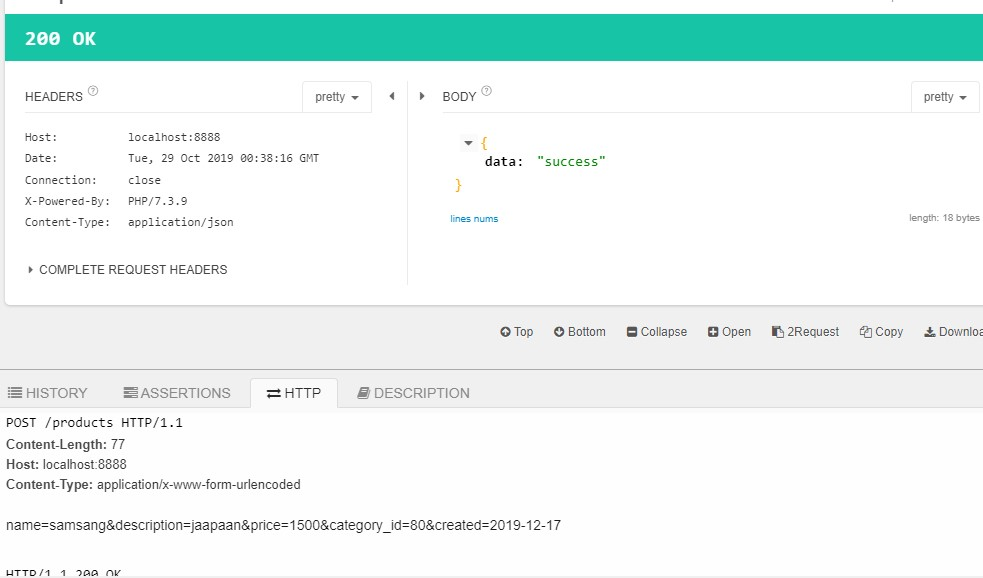 200 OK
HEADERS ?
pretty
BODY ?
pretty
Host: localhost:8888
Date: Tue, 29 Oct 2019 00:38:16 GMT
Connection: close
X-Powered-By: PHP/7.3.9
Content-Type: application/json
{
data: "success"
}
lines nums
length: 18 bytes
COMPLETE REQUEST HEADERS
Top Bottom Collapse Open 2Request Copy Downloa
HISTORY ASSERTIONS HTTP DESCRIPTION
POST /products HTTP/1.1
Content-Length: 77
Host: localhost:8888
Content-Type: application/x-www-form-urlencoded
name=samsang&description=jaapaan&price=1500&category_id=80&created=2019-12-17
HTTP/1.1 200 OK